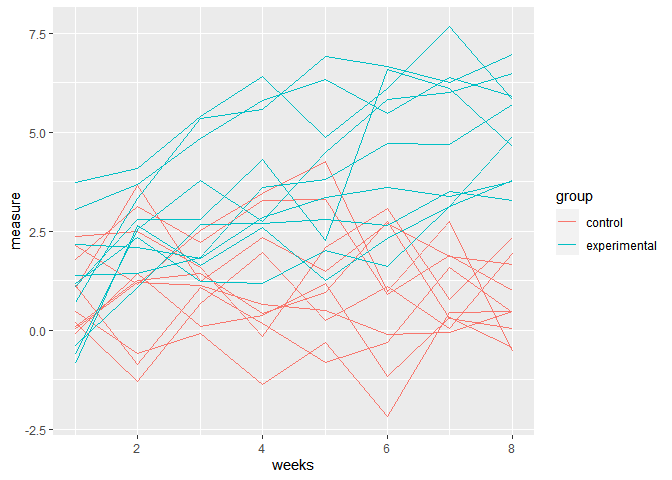 7.5
5.0
2.5
0.0
-2.5
measure
2 4 6 8
weeks
group
control
experimental